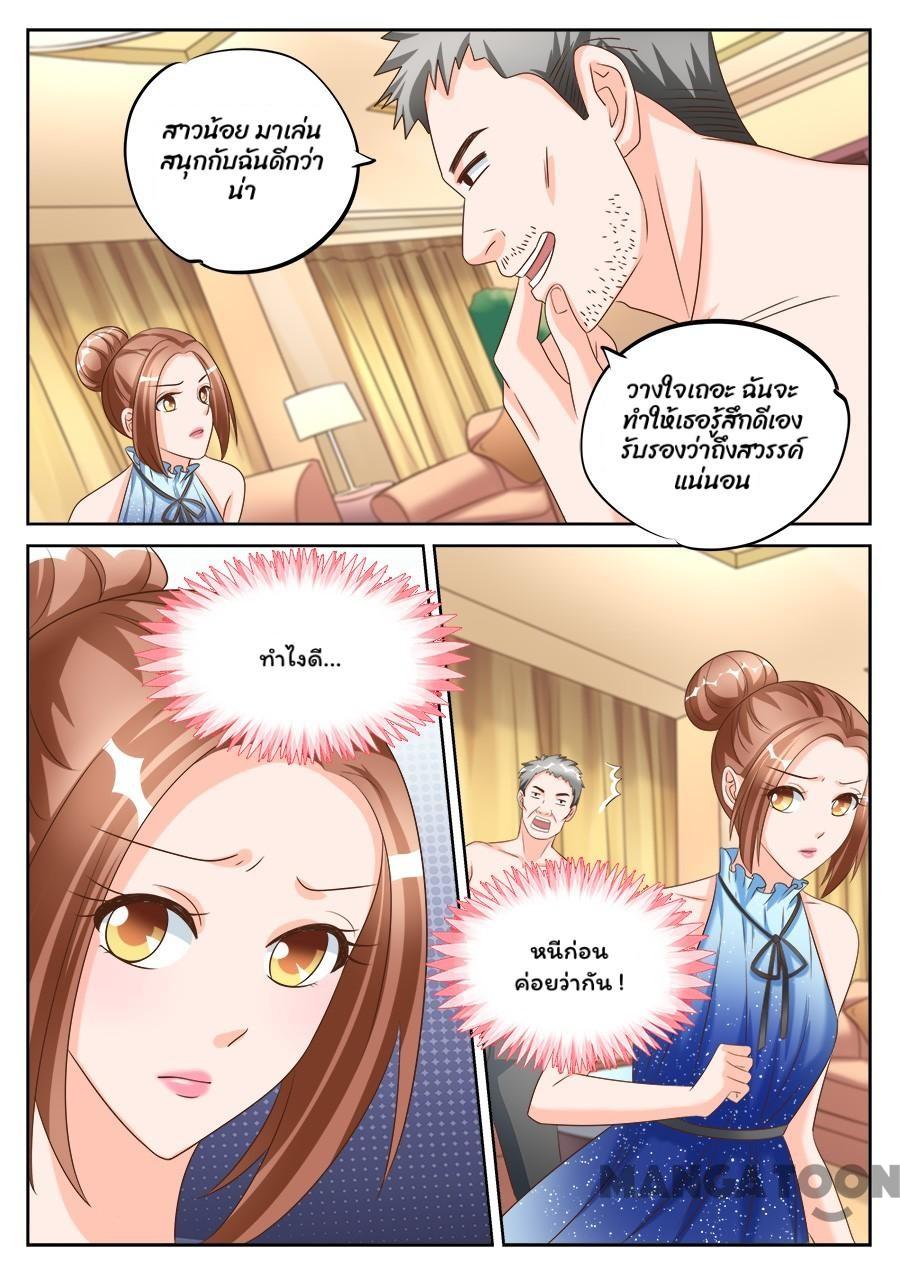 สาวน้อย มาเล่น
สนุกกับฉันดีกว่า
น่า
วางใจเถอะ ฉันจะ
ทำให้เธอรู้สึกดีเอง
รับรองว่าถึงสวรรค์
แน่นอน
ทำไงดี...
หนีก่อน
ค่อยว่ากัน !
MANGATOON